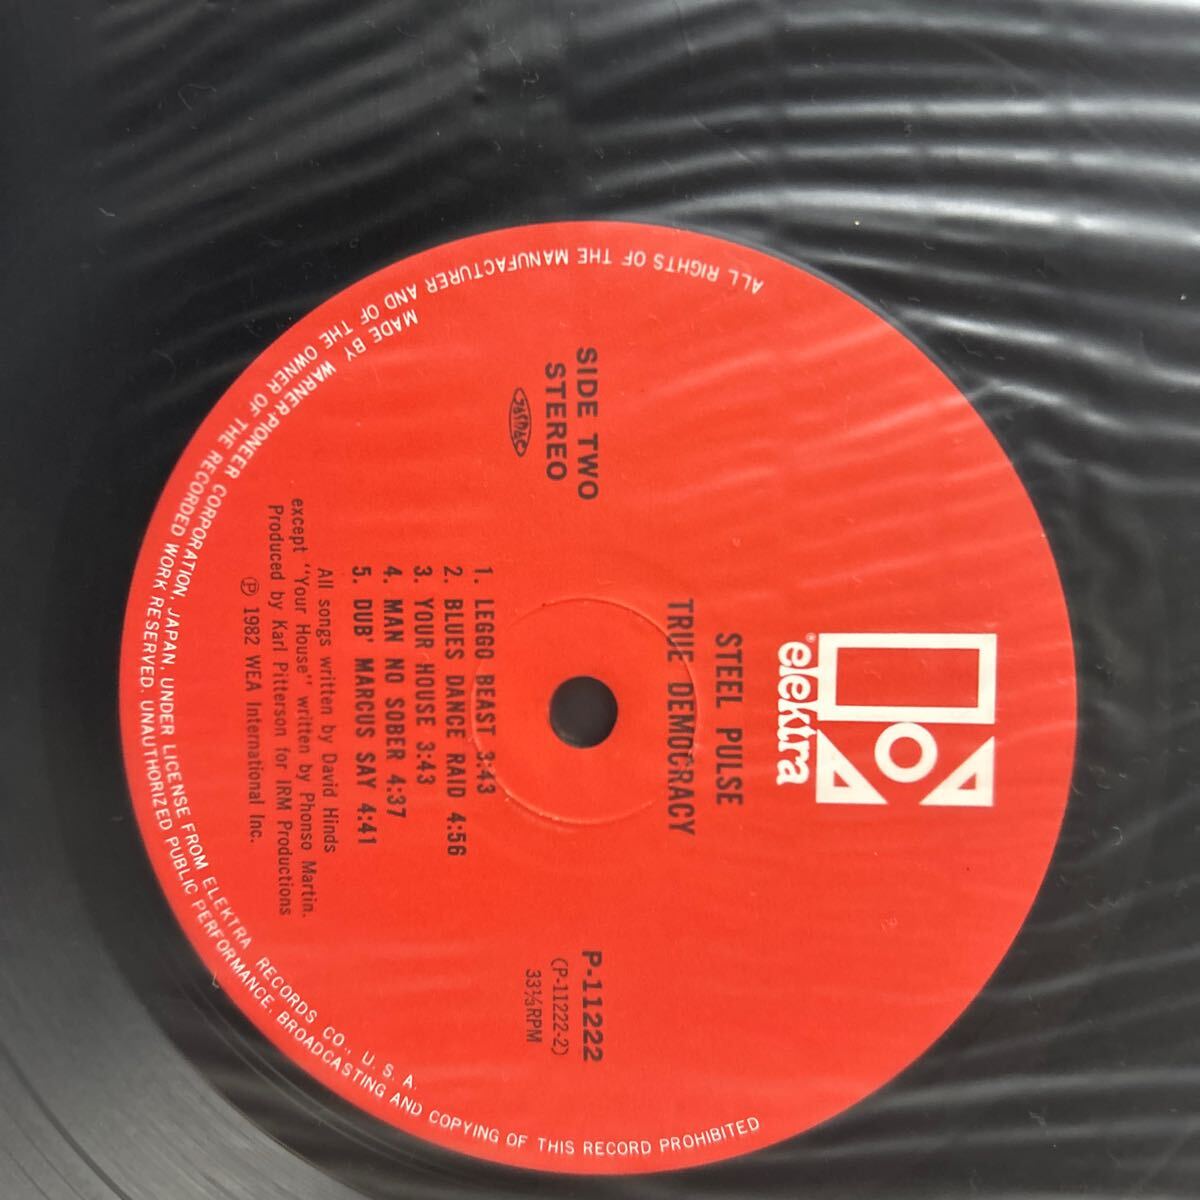 elektra®
STEEL PULSE
TRUE DEMOCRACY
SIDE TWO
STEREO
JASRAC
P-11222
(P-11222-2)
33⅓RPM
1. LEGGO BEAST 3:43
2. BLUES DANCE RAID 4:56
3. YOUR HOUSE 3:43
4. MAN NO SOBER 4:37
5. DUB' MARCUS SAY 4:41
All songs written by David Hinds
except "Your House" written by Phonso Martin.
Produced by Karl Pitterson for IRM Productions
Ⓟ 1982 WEA International Inc.
MADE BY WARNER-PIONEER CORPORATION, JAPAN, UNDER LICENSE FROM ELEKTRA RECORDS CO., U. S. A.
ALL RIGHTS OF THE MANUFACTURER AND OF THE OWNER OF THE RECORDED WORK RESERVED. UNAUTHORIZED PUBLIC PERFORMANCE, BROADCASTING AND COPYING OF THIS RECORD PROHIBITED